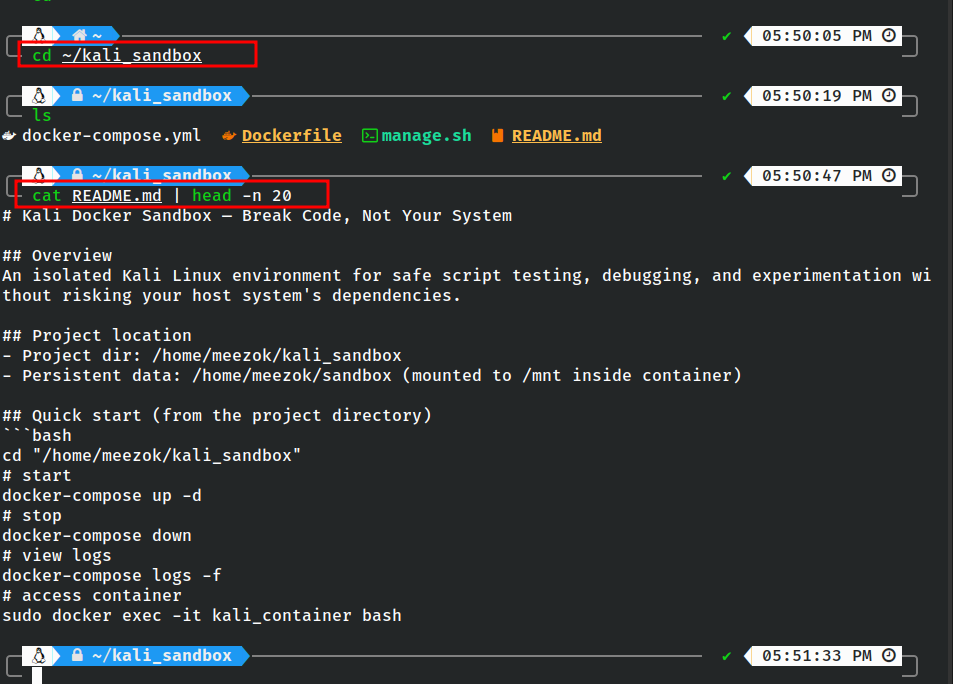 ~ 05:50:05 PM
cd ~/kali_sandbox
~/kali_sandbox 05:50:19 PM
ls
docker-compose.yml Dockerfile manage.sh README.md
~/kali_sandbox 05:50:47 PM
cat README.md | head -n 20
# Kali Docker Sandbox — Break Code, Not Your System
## Overview
An isolated Kali Linux environment for safe script testing, debugging, and experimentation wi
thout risking your host system's dependencies.
## Project location
- Project dir: /home/meezok/kali_sandbox
- Persistent data: /home/meezok/sandbox (mounted to /mnt inside container)
## Quick start (from the project directory)
```bash
cd "/home/meezok/kali_sandbox"
# start
docker-compose up -d
# stop
docker-compose down
# view logs
docker-compose logs -f
# access container
sudo docker exec -it kali_container bash
~/kali_sandbox 05:51:33 PM